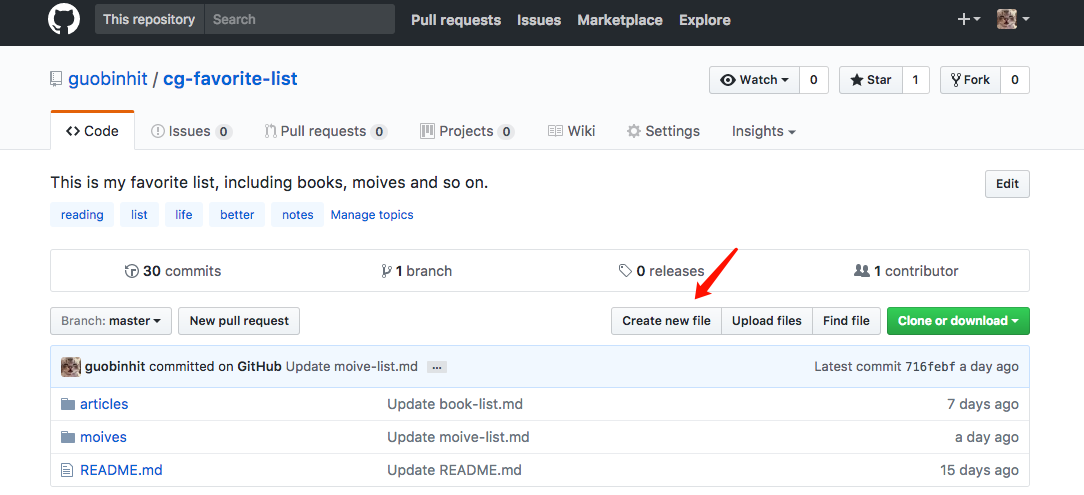 This repository Search Pull requests Issues Marketplace Explore
guobinhit / cg-favorite-list Watch 0 Star 1 Fork 0
Code Issues 0 Pull requests 0 Projects 0 Wiki Settings Insights
This is my favorite list, including books, moives and so on. Edit
reading list life better notes Manage topics
30 commits 1 branch 0 releases 1 contributor
Branch: master New pull request Create new file Upload files Find file Clone or download
guobinhit committed on GitHub Update moive-list.md ... Latest commit 716febf a day ago
articles Update book-list.md 7 days ago
moives Update moive-list.md a day ago
README.md Update README.md 15 days ago